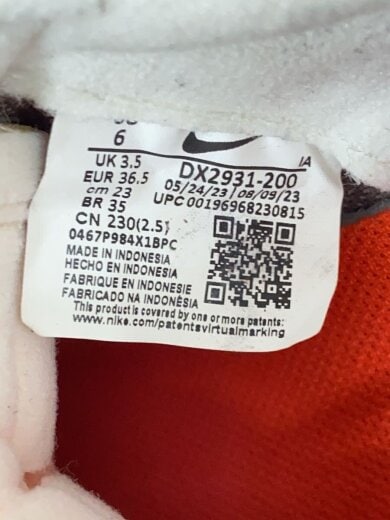 6
UK 3.5
EUR 36.5
cm 23
BR 35
CN 230(2.5)
IA
DX2931-200
05/24/23 / 08/09/23
UPC 00196968230815
0467P984X1BPC
MADE IN INDONESIA
HECHO EN INDONESIA
FABRIQUE EN INDONESIE
FABRICADO NA INDONÉSIA
This product is covered by one or more patents:
www.nike.com/patentsvirtualmarking